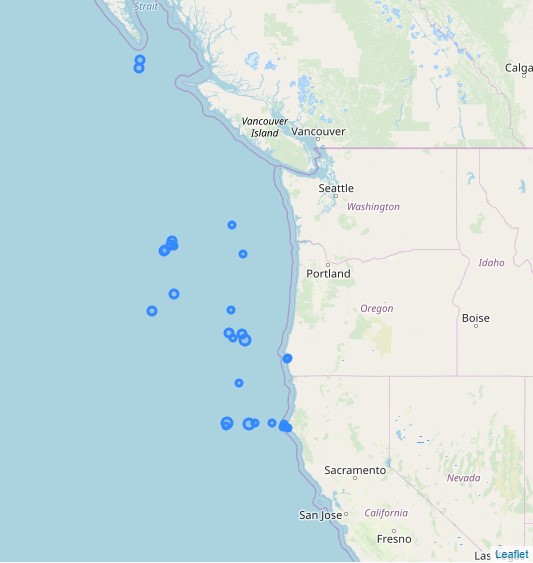 Strait
Calga
Vancouver
Island
Vancouver
Seattle
Washington
Portland
Idaho
Oregon
Boise
Sacramento
Nevada
San Jose
California
Fresno
Las
Leaflet